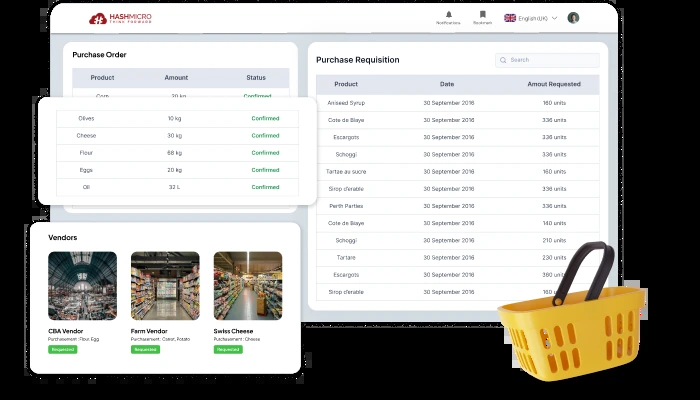 HASHMICRO
THINK FORWARD
Notifications
Bookmark
English (UK)
Purchase Order
Product Amount Status
Corn 20 kg Confirmed
Olives 10 kg Confirmed
Cheese 30 kg Confirmed
Flour 68 kg Confirmed
Eggs 20 kg Confirmed
Oil 32 L Confirmed
Purchase Requisition
Search
Product Date Amout Requested
Aniseed Syrup 30 September 2016 160 units
Cote de Blaye 30 September 2016 336 units
Escargots 30 September 2016 336 units
Schoggi 30 September 2016 336 units
Tartae au sucre 30 September 2016 160 units
Sirop d'erable 30 September 2016 336 units
Perth Parties 30 September 2016 336 units
Cote de Blaye 30 September 2016 140 units
Schoggi 30 September 2016 210 units
Tartare 30 September 2016 230 units
Escargots 30 September 2016 360 units
Sirop d'erable 30 September 2016 160
Vendors
CBA Vendor
Purchasement: Flour, Egg
Requested
Farm Vendor
Purchasement: Carrot, Potato
Requested
Swiss Cheese
Purchasement: Cheese
Requested